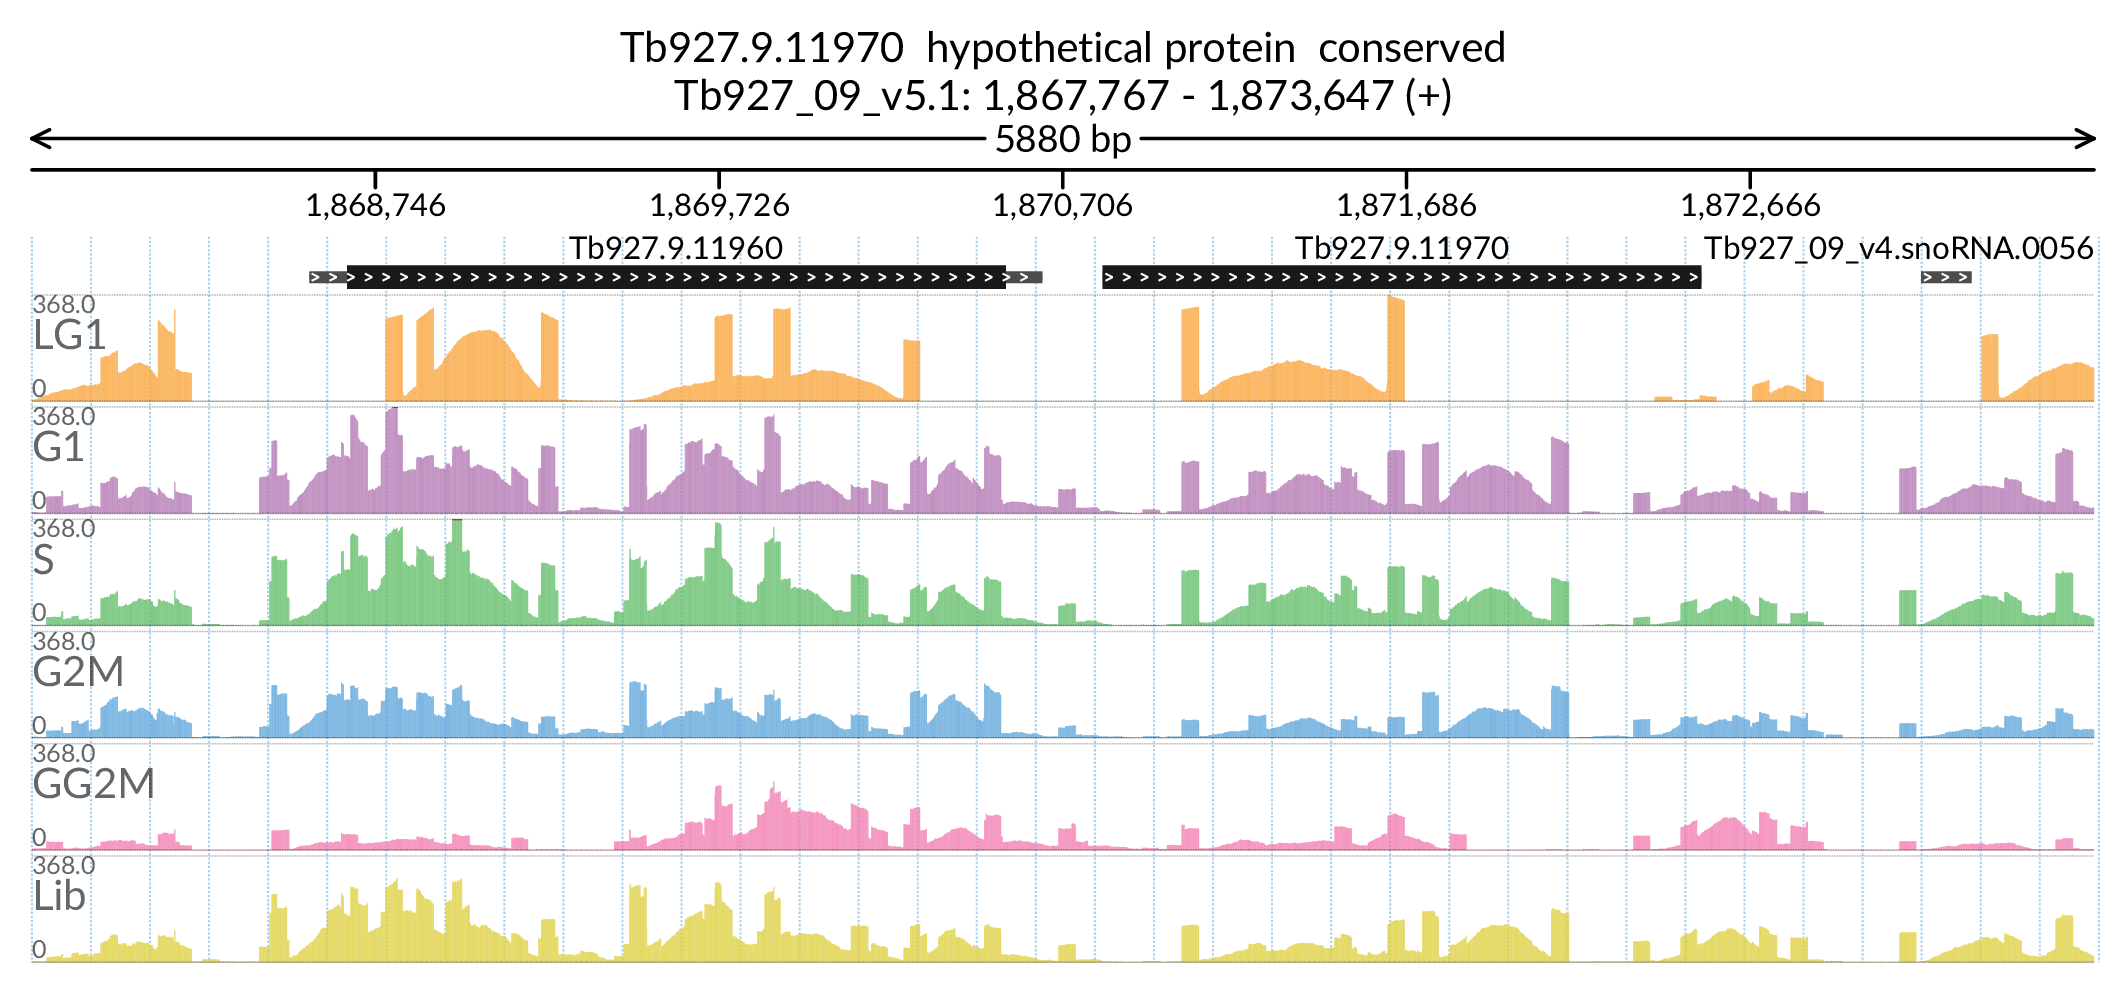 Tb927.9.11970 hypothetical protein conserved
Tb927_09_v5.1: 1,867,767 - 1,873,647 (+)
5880 bp
1,868,746 1,869,726 1,870,706 1,871,686 1,872,666
Tb927.9.11960 Tb927.9.11970 Tb927_09_v4.snoRNA.0056
368.0
LG1
0
368.0
G1
0
368.0
S
0
368.0
G2M
0
368.0
GG2M
0
368.0
Lib
0